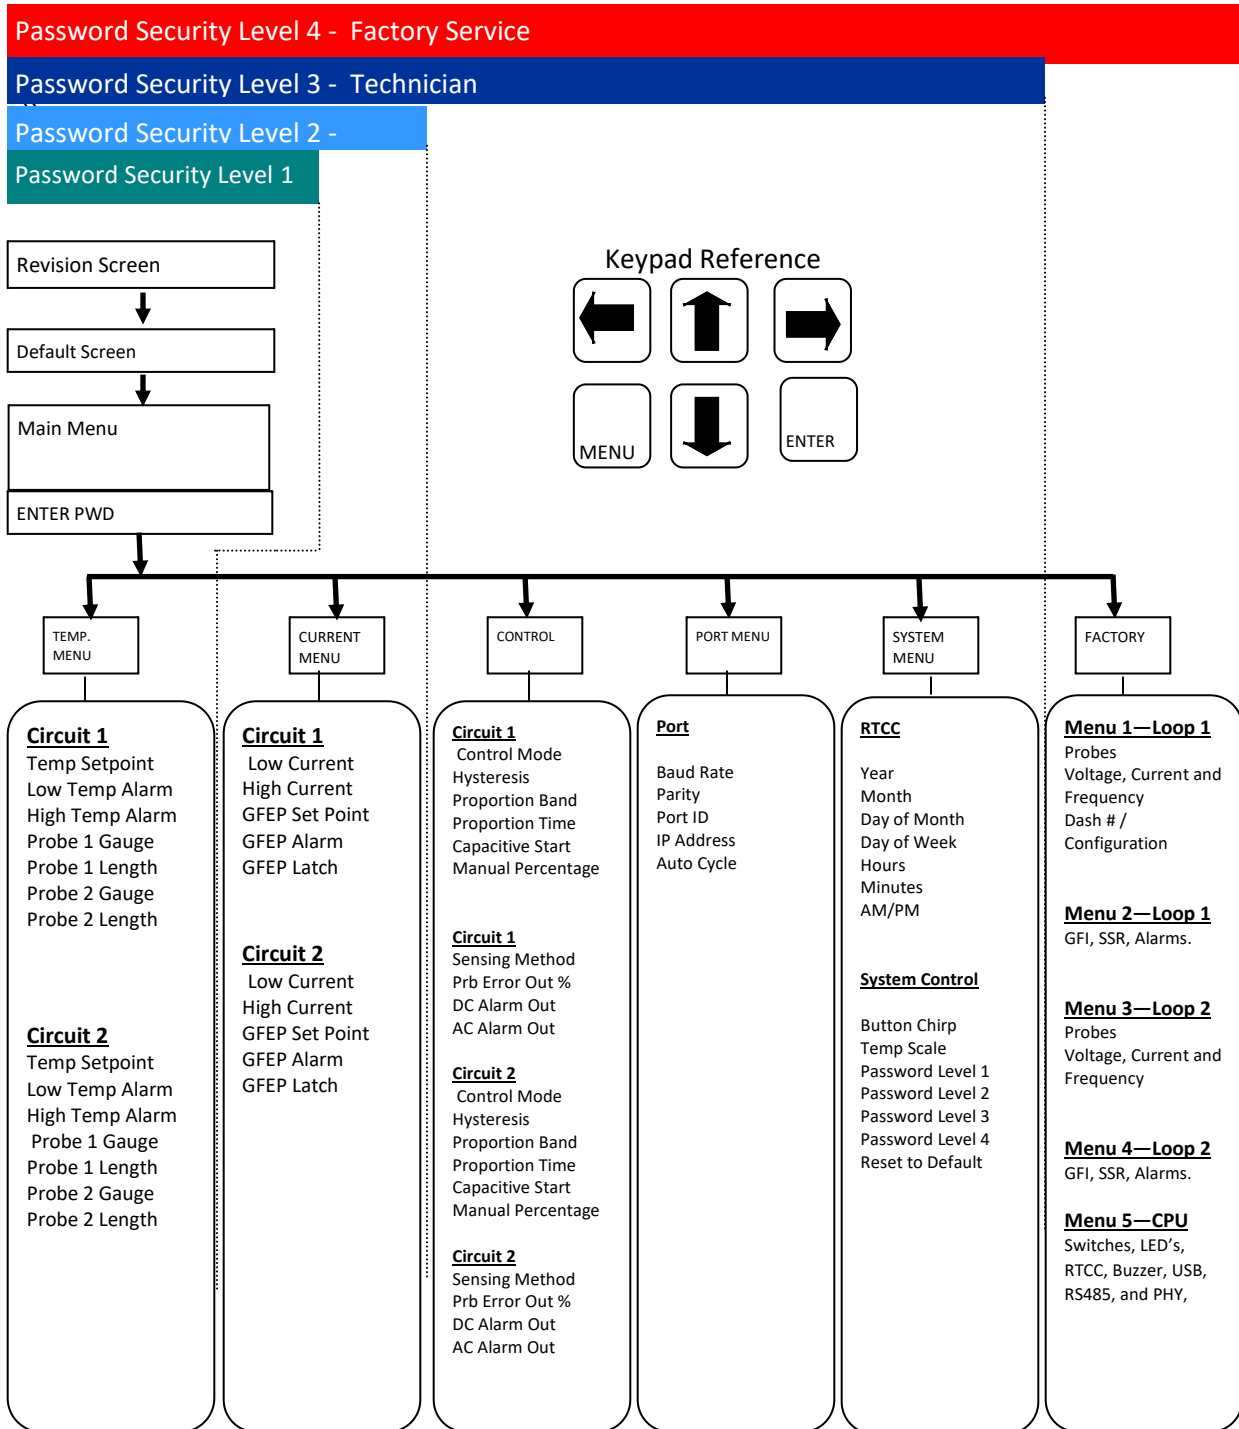 Password Security Level 4 - Factory Service
Password Security Level 3 - Technician
Password Security Level 2 -
Password Security Level 1
Revision Screen
Default Screen
Main Menu
ENTER PWD
Keypad Reference
MENU
ENTER
TEMP.
MENU
CURRENT
MENU
CONTROL
PORT MENU
SYSTEM
MENU
FACTORY
Circuit 1
Temp Setpoint
Low Temp Alarm
High Temp Alarm
Probe 1 Gauge
Probe 1 Length
Probe 2 Gauge
Probe 2 Length
Circuit 2
Temp Setpoint
Low Temp Alarm
High Temp Alarm
Probe 1 Gauge
Probe 1 Length
Probe 2 Gauge
Probe 2 Length
Circuit 1
Low Current
High Current
GFEP Set Point
GFEP Alarm
GFEP Latch
Circuit 2
Low Current
High Current
GFEP Set Point
GFEP Alarm
GFEP Latch
Circuit 1
Control Mode
Hysteresis
Proportion Band
Proportion Time
Capacitive Start
Manual Percentage
Circuit 1
Sensing Method
Prb Error Out %
DC Alarm Out
AC Alarm Out
Circuit 2
Control Mode
Hysteresis
Proportion Band
Proportion Time
Capacitive Start
Manual Percentage
Circuit 2
Sensing Method
Prb Error Out %
DC Alarm Out
AC Alarm Out
Port
Baud Rate
Parity
Port ID
IP Address
Auto Cycle
RTCC
Year
Month
Day of Month
Day of Week
Hours
Minutes
AM/PM
System Control
Button Chirp
Temp Scale
Password Level 1
Password Level 2
Password Level 3
Password Level 4
Reset to Default
Menu 1—Loop 1
Probes
Voltage, Current and
Frequency
Dash # /
Configuration
Menu 2—Loop 1
GFI, SSR, Alarms.
Menu 3—Loop 2
Probes
Voltage, Current and
Frequency
Menu 4—Loop 2
GFI, SSR, Alarms.
Menu 5—CPU
Switches, LED's,
RTCC, Buzzer, USB,
RS485, and PHY,